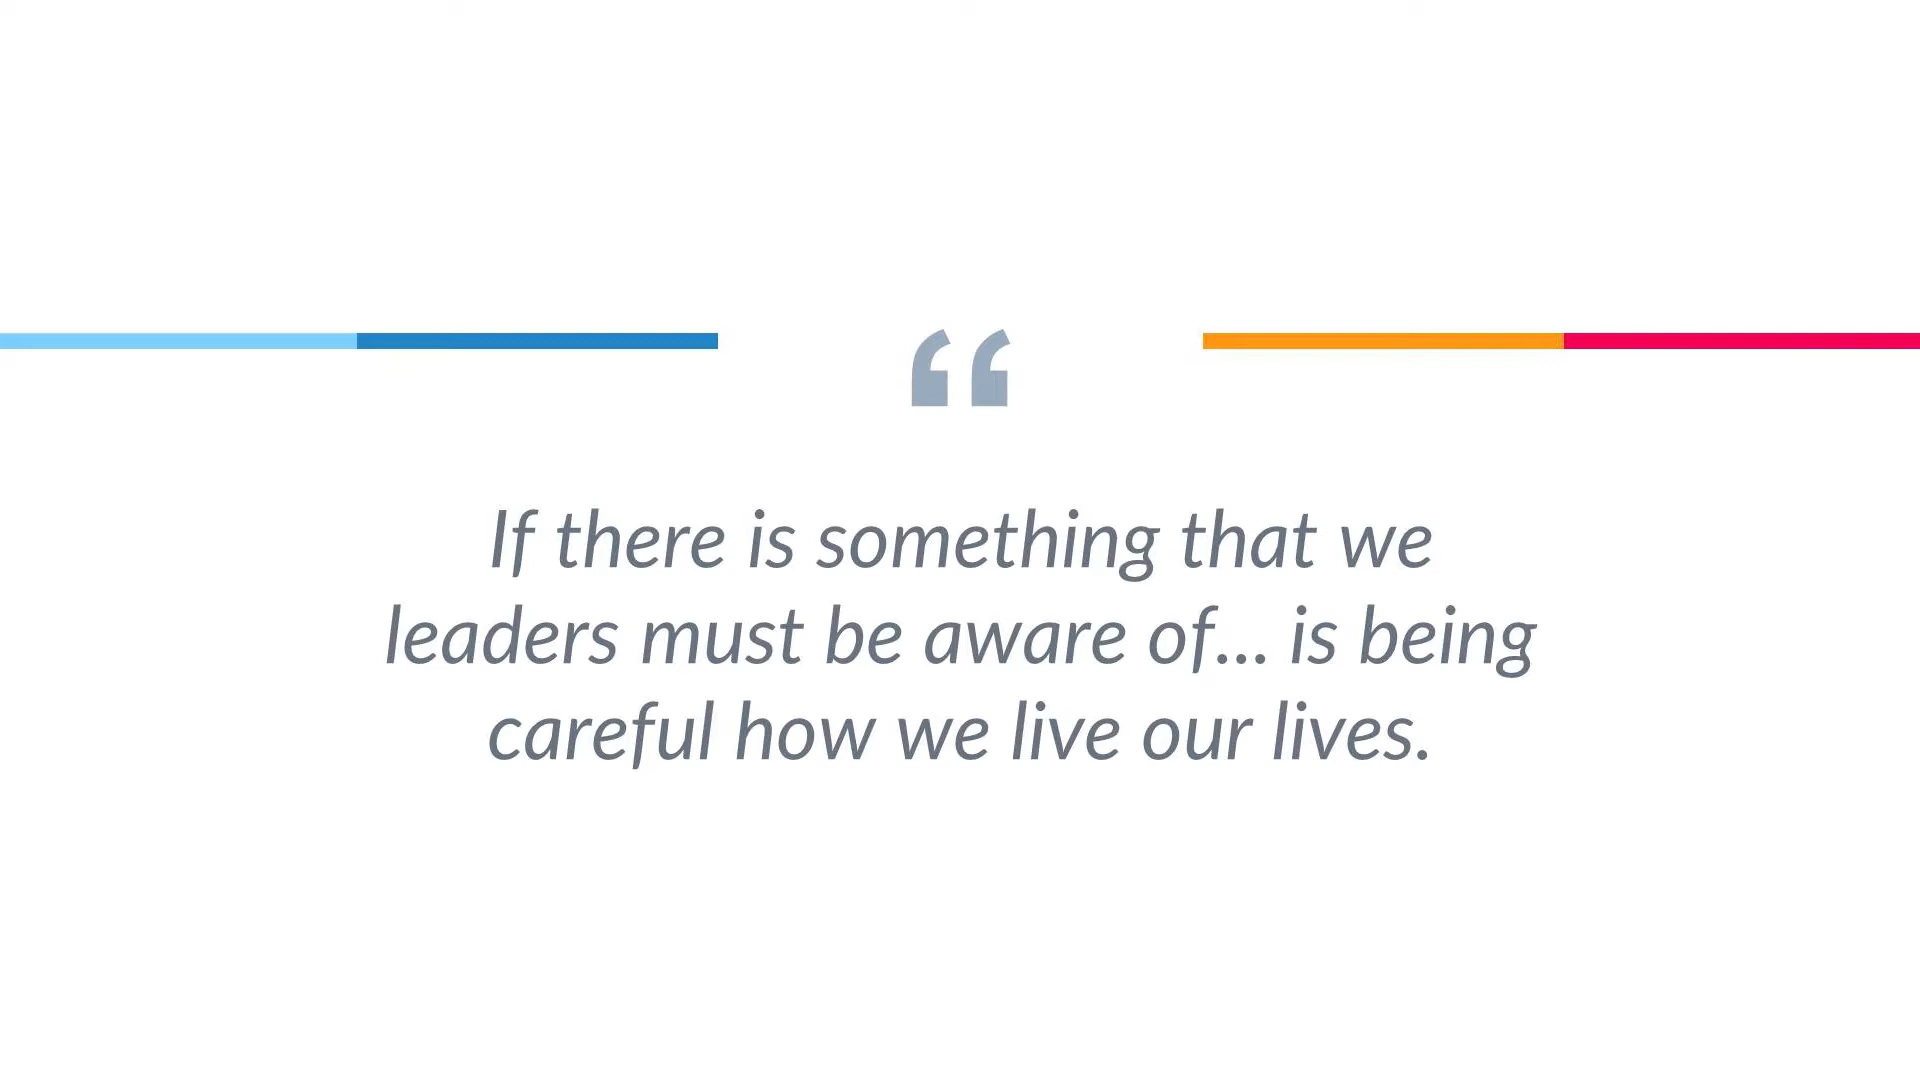 “
If there is something that we
leaders must be aware of... is being
careful how we live our lives.